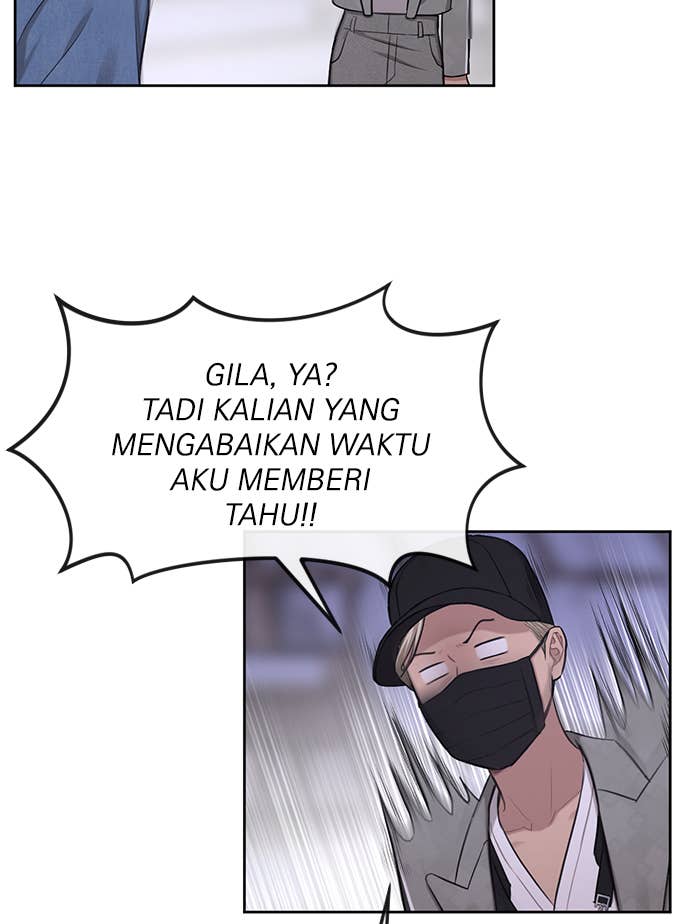 GILA, YA?
TADI KALIAN YANG
MENGABAIKAN WAKTU
AKU MEMBERI
TAHU!!